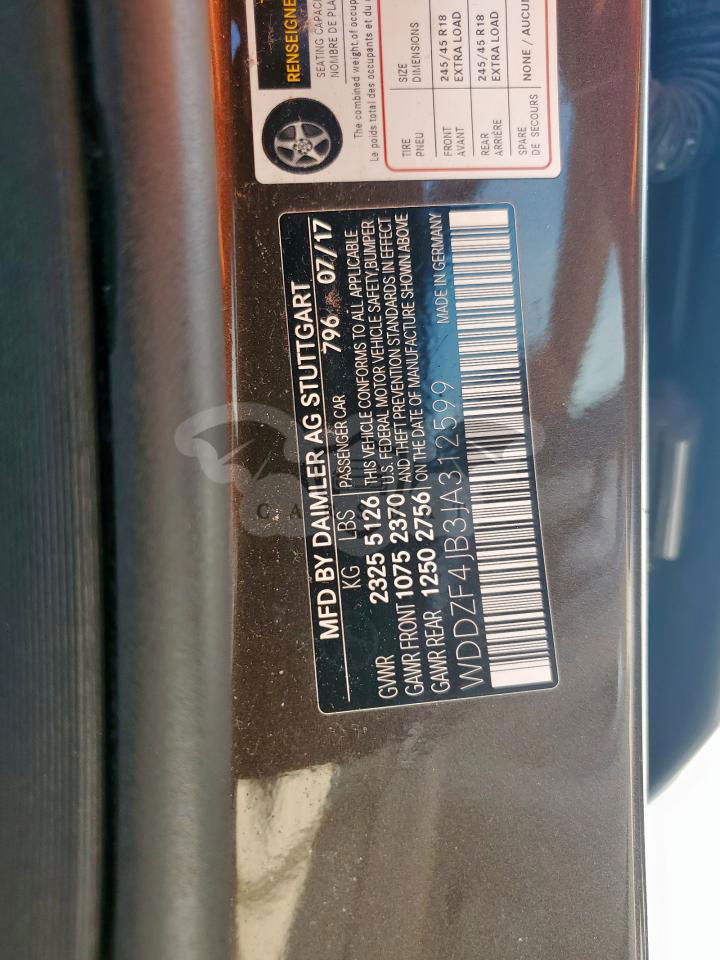 RENSEIGNE
SEATING CAPAC
NOMBRE DE PLA
The combined weight of occup
Le poids total des occupants et du c
TIRE SIZE
PNEU DIMENSIONS
FRONT 245/45 R18
AVANT EXTRA LOAD
REAR 245/45 R18
ARRIÈRE EXTRA LOAD
SPARE NONE / AUCU
DE SECOURS
MFD BY DAIMLER AG STUTTGART
KG LBS PASSENGER CAR 796 07/17
GVWR 2325 5126 THIS VEHICLE CONFORMS TO ALL APPLICABLE
U.S. FEDERAL MOTOR VEHICLE SAFETY, BUMPER,
GAWR FRONT 1075 2370 AND THEFT PREVENTION STANDARDS IN EFFECT
GAWR REAR 1250 2756 ON THE DATE OF MANUFACTURE SHOWN ABOVE
WDDZF4JB3JA312599 MADE IN GERMANY